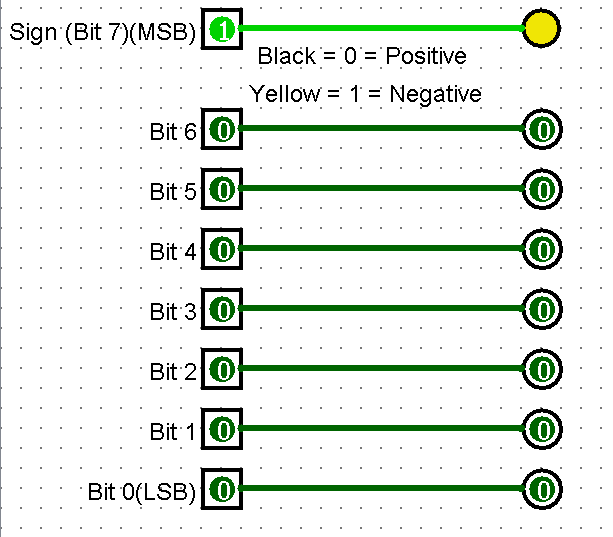 Sign (Bit 7)(MSB) 1
Black = 0 = Positive
Yellow = 1 = Negative
Bit 6 0 0
Bit 5 0 0
Bit 4 0 0
Bit 3 0 0
Bit 2 0 0
Bit 1 0 0
Bit 0(LSB) 0 0